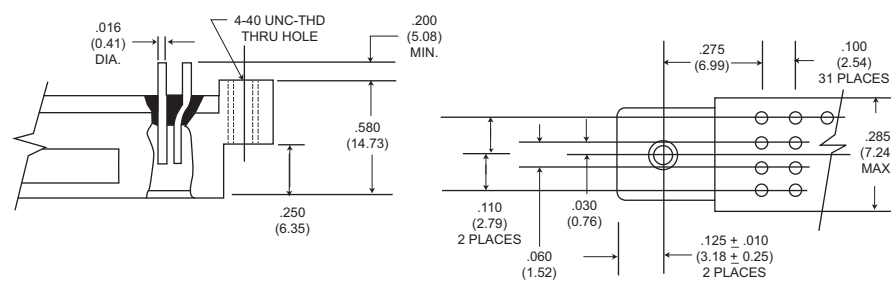 .016
(0.41)
DIA.
4-40 UNC-THD
THRU HOLE
.200
(5.08)
MIN.
.580
(14.73)
.250
(6.35)
.275
(6.99)
.100
(2.54)
31 PLACES
.285
(7.24
MAX
.110
(2.79)
2 PLACES
.060
(1.52)
.030
(0.76)
.125 ± .010
(3.18 ± 0.25)
2 PLACES